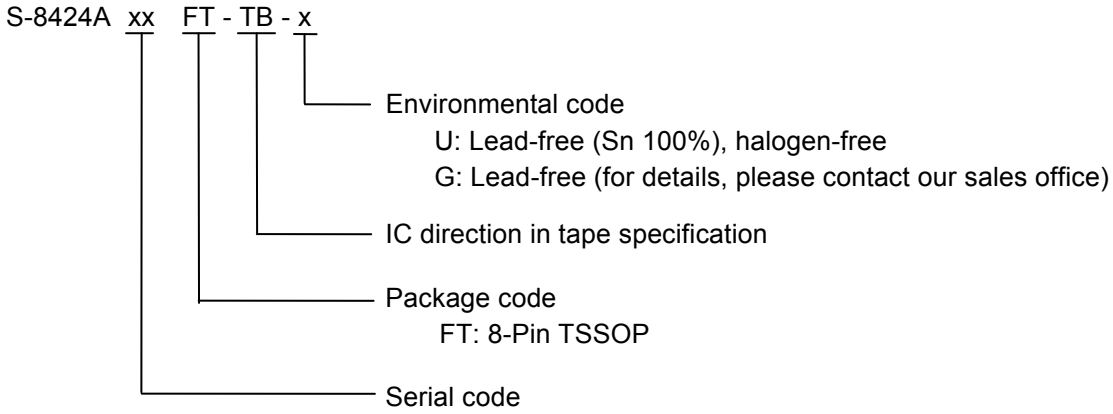 S-8424A xx FT - TB - x
Environmental code
U: Lead-free (Sn 100%), halogen-free
G: Lead-free (for details, please contact our sales office)
IC direction in tape specification
Package code
FT: 8-Pin TSSOP
Serial code